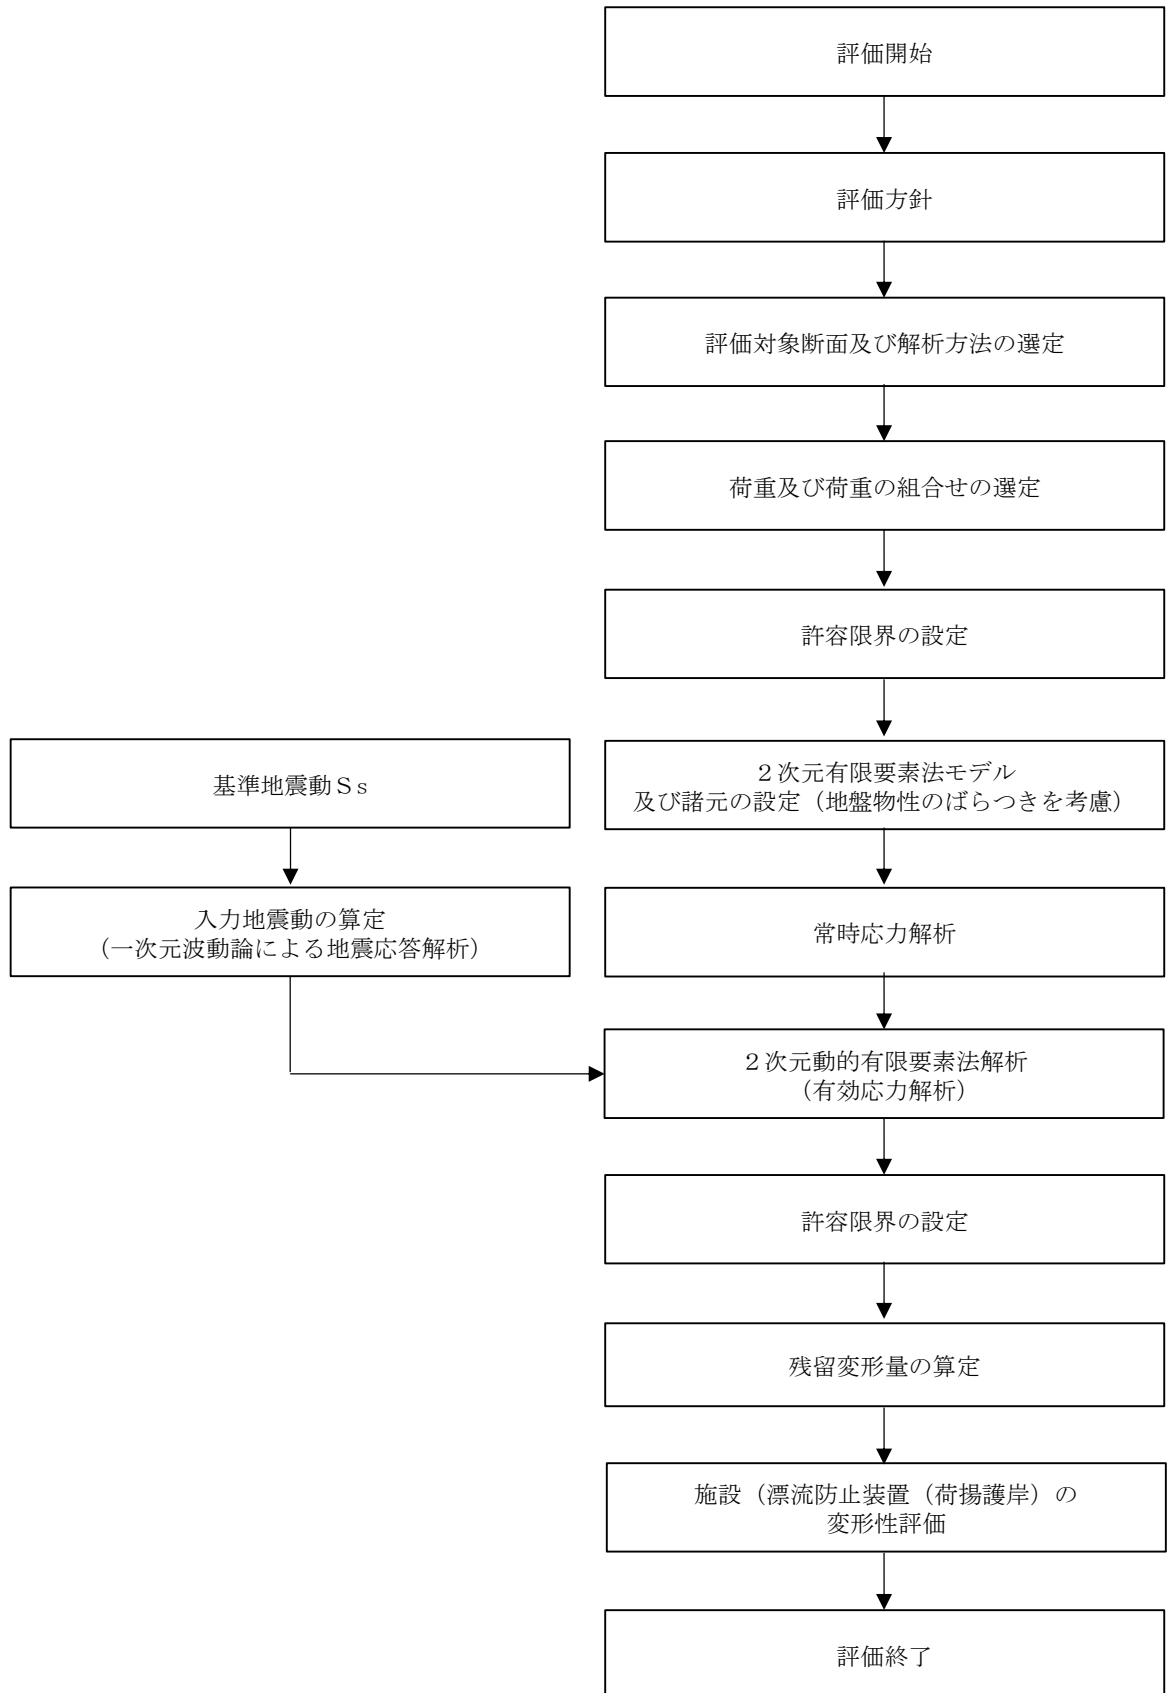 評価開始
評価方針
評価対象断面及び解析方法の選定
荷重及び荷重の組合せの選定
許容限界の設定
基準地震動Ｓｓ
２次元有限要素法モデル
及び諸元の設定（地盤物性のばらつきを考慮）
入力地震動の算定
（一次元波動論による地震応答解析）
常時応力解析
２次元動的有限要素法解析
（有効応力解析）
許容限界の設定
残留変形量の算定
施設（漂流防止装置（荷揚護岸）の
変形性評価
評価終了